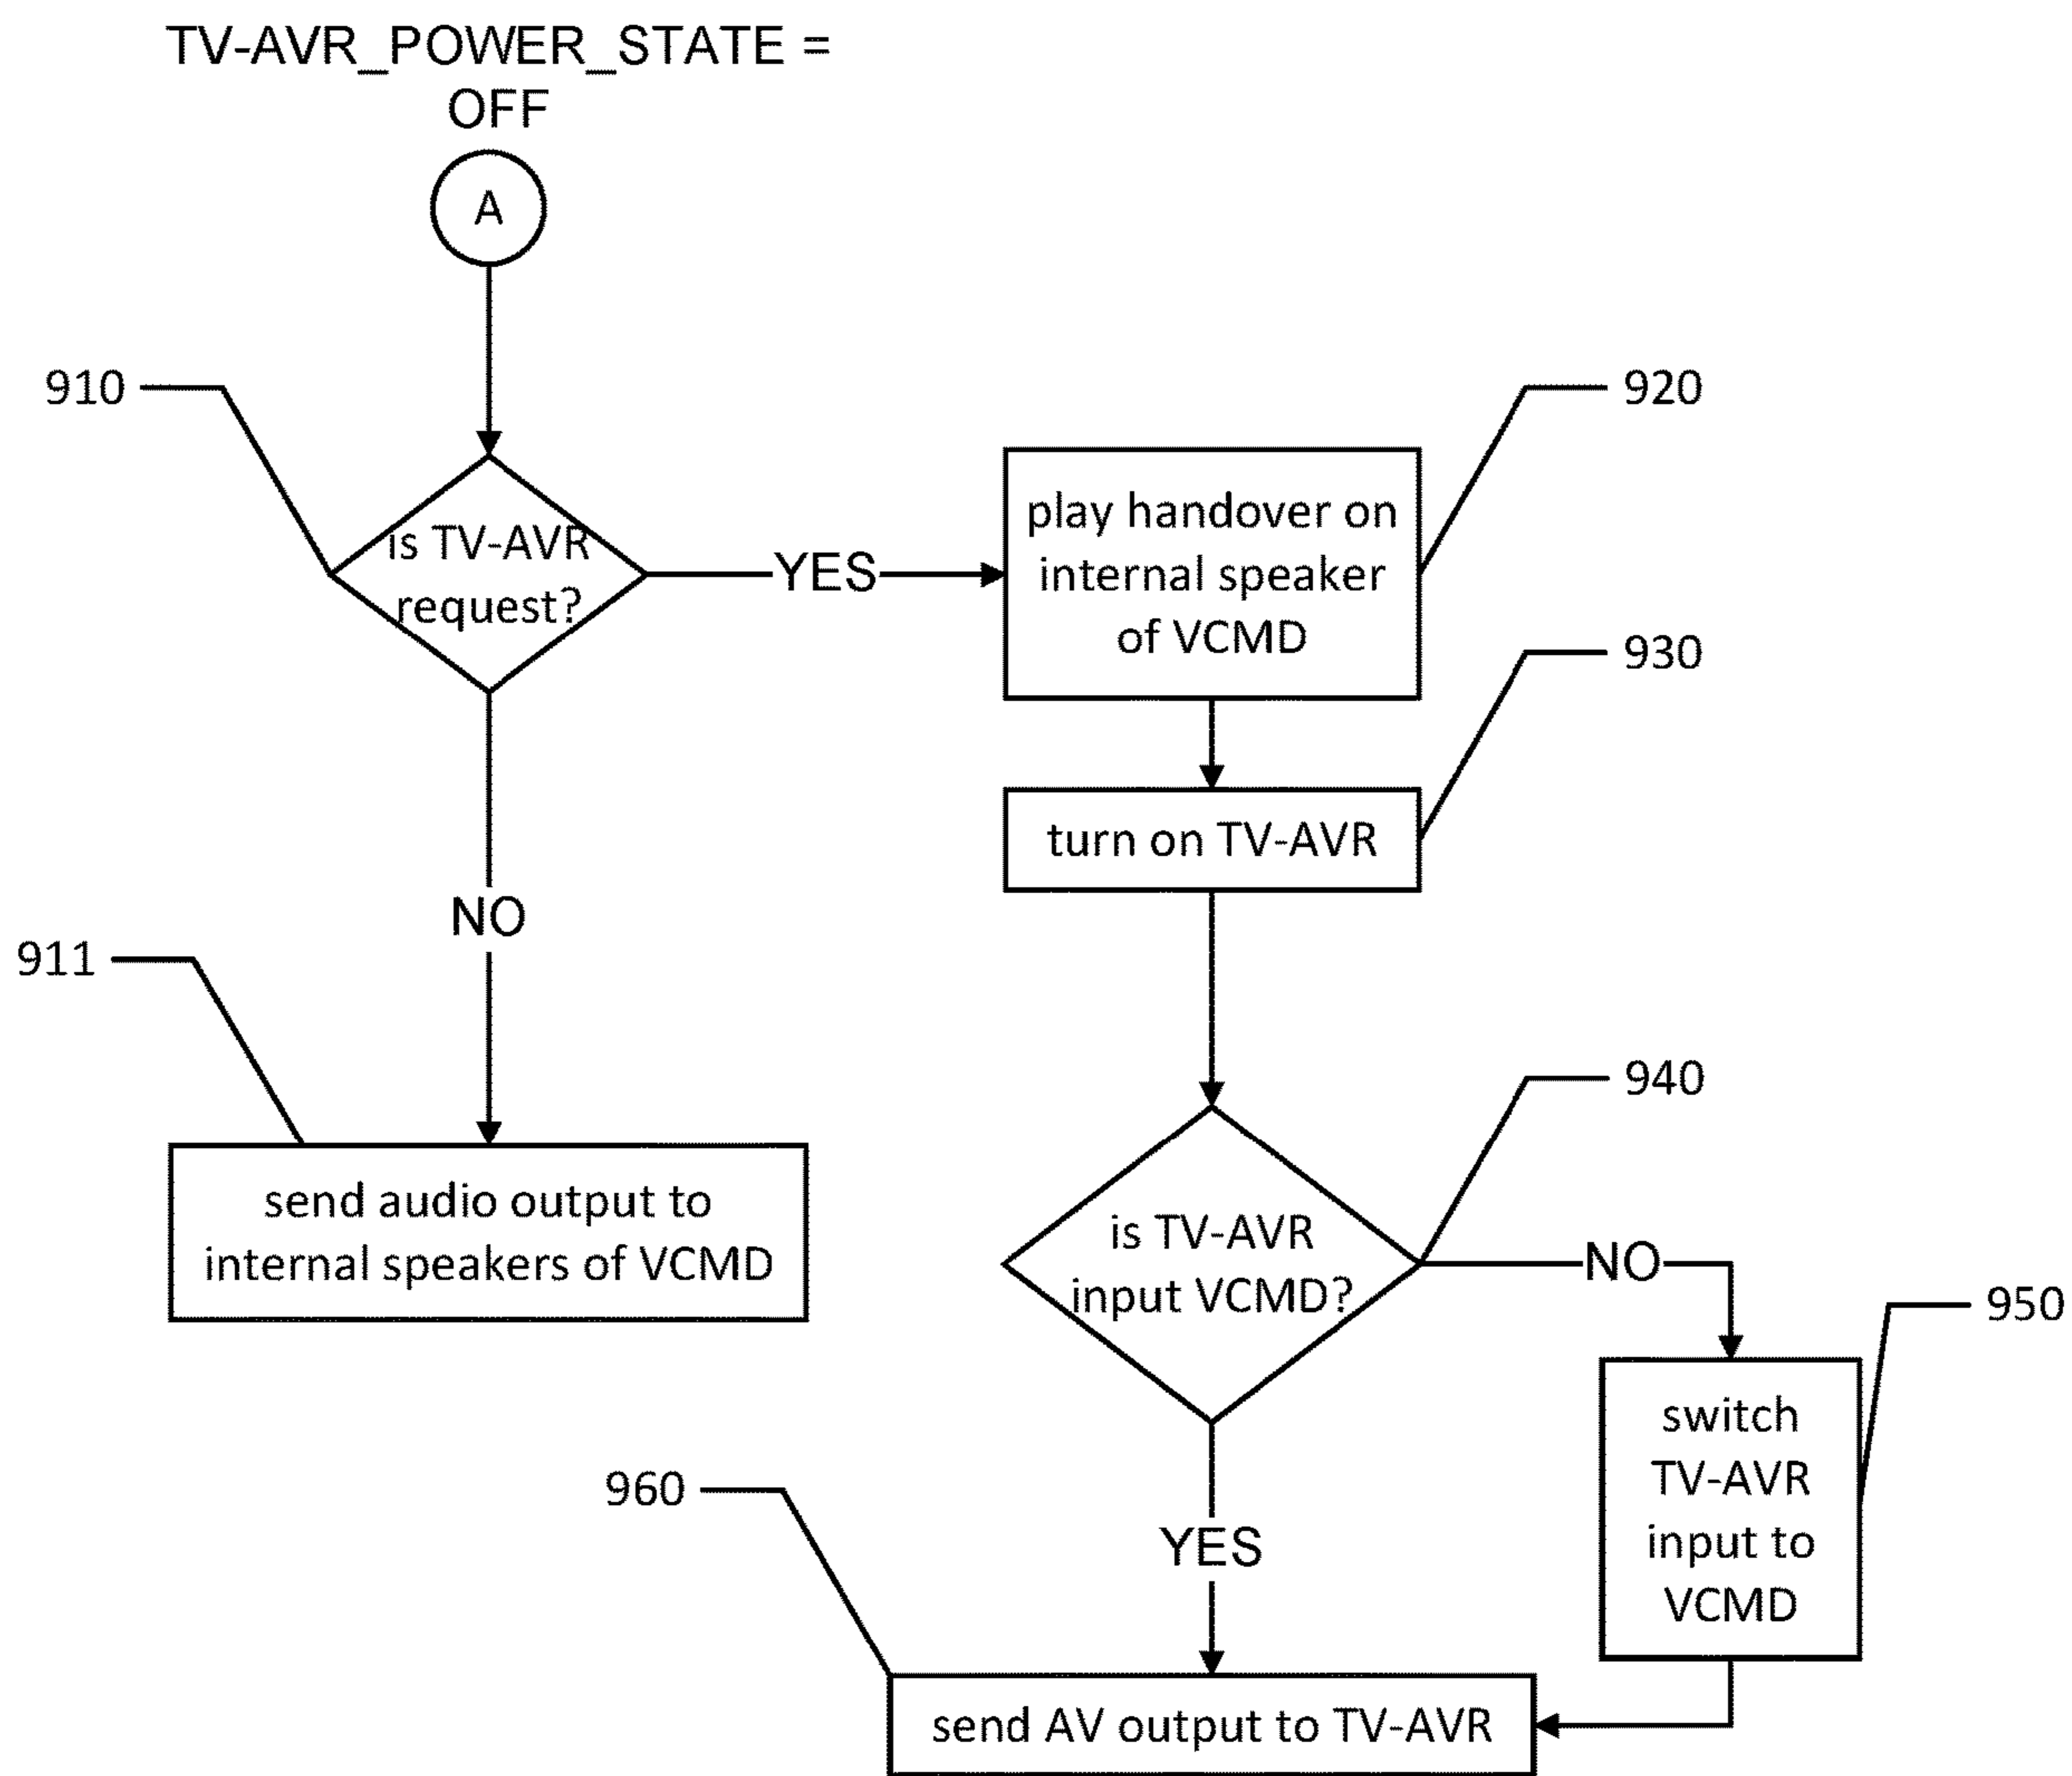 TV-AVR_POWER_STATE =
OFF
A
910
is TV-AVR
request?
YES
920
play handover on
internal speaker
of VCMD
930
turn on TV-AVR
NO
911
send audio output to
internal speakers of VCMD
940
is TV-AVR
input VCMD?
NO
950
switch
TV-AVR
input to
VCMD
YES
960
send AV output to TV-AVR